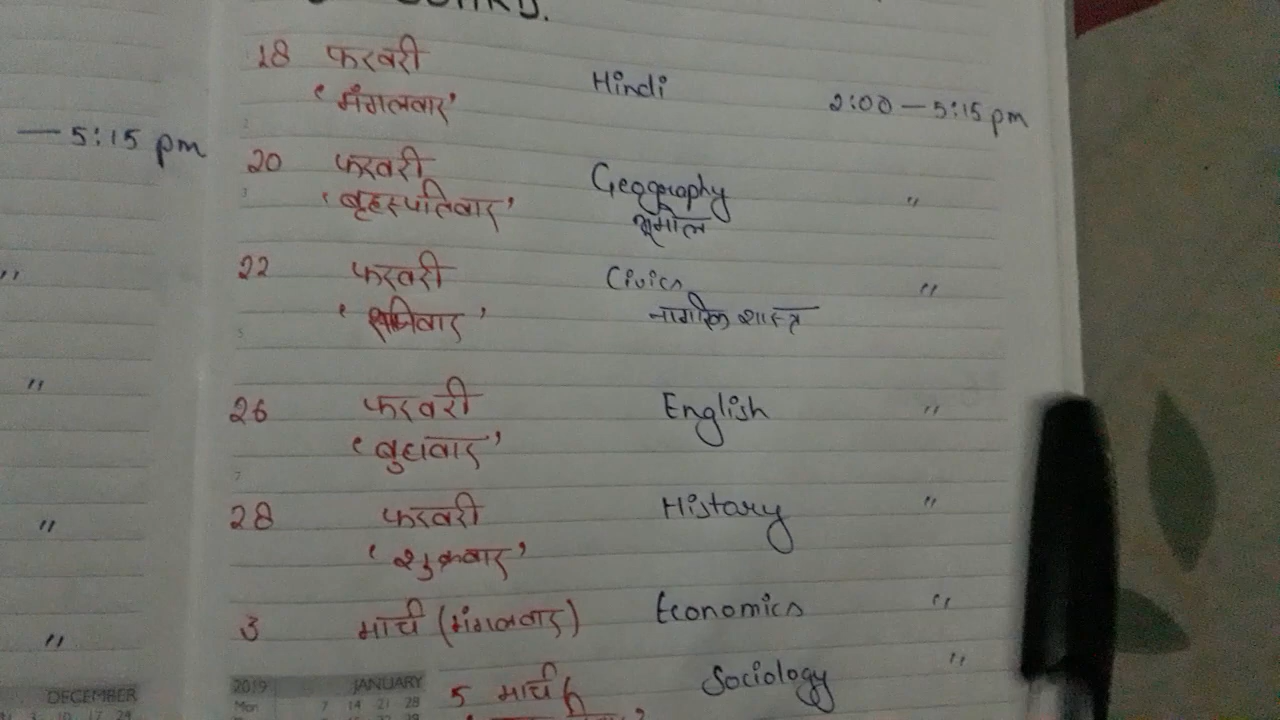 — 5:15 pm
"
"
"
"
18 फरवरी
'मंगलवार' Hindi 2:00 — 5:15 pm
20 फरवरी Geography "
'बृहस्पतिवार' भूगोल
22 फरवरी Civics "
'शनिवार' नागरिक शास्त्र
26 फरवरी English "
'बुधवार'
28 फरवरी History "
'शुक्रवार'
3 मार्च (मंगलवार) Economics "
5 मार्च Sociology "
DECEMBER
2019 JANUARY
Mon 7 14 21 28